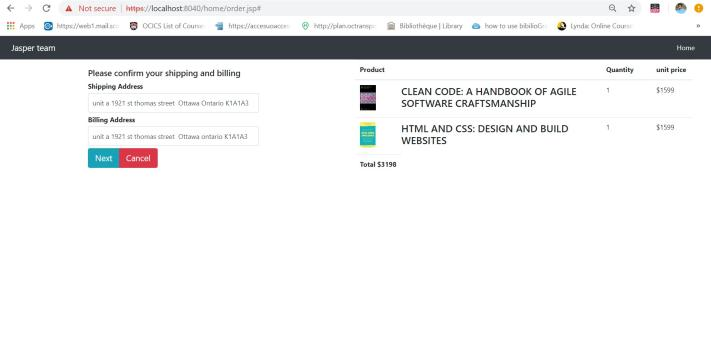 Not secure | https://localhost:8040/home/order.jsp#
Apps https://web1.mail.sc OCICS List of Course https://accesuoacces http://plan.octransp Bibliothèque | Library how to use bibilioG Lynda: Online Course »
Jasper team Home
Please confirm your shipping and billing
Shipping Address
unit a 1921 st thomas street Ottawa Ontario K1A1A3
Billing Address
unit a 1921 st thomas street Ottawa ontario K1A1A3
Next Cancel
Product Quantity unit price
CLEAN CODE: A HANDBOOK OF AGILE SOFTWARE CRAFTSMANSHIP 1 $1599
HTML AND CSS: DESIGN AND BUILD WEBSITES 1 $1599
Total $3198